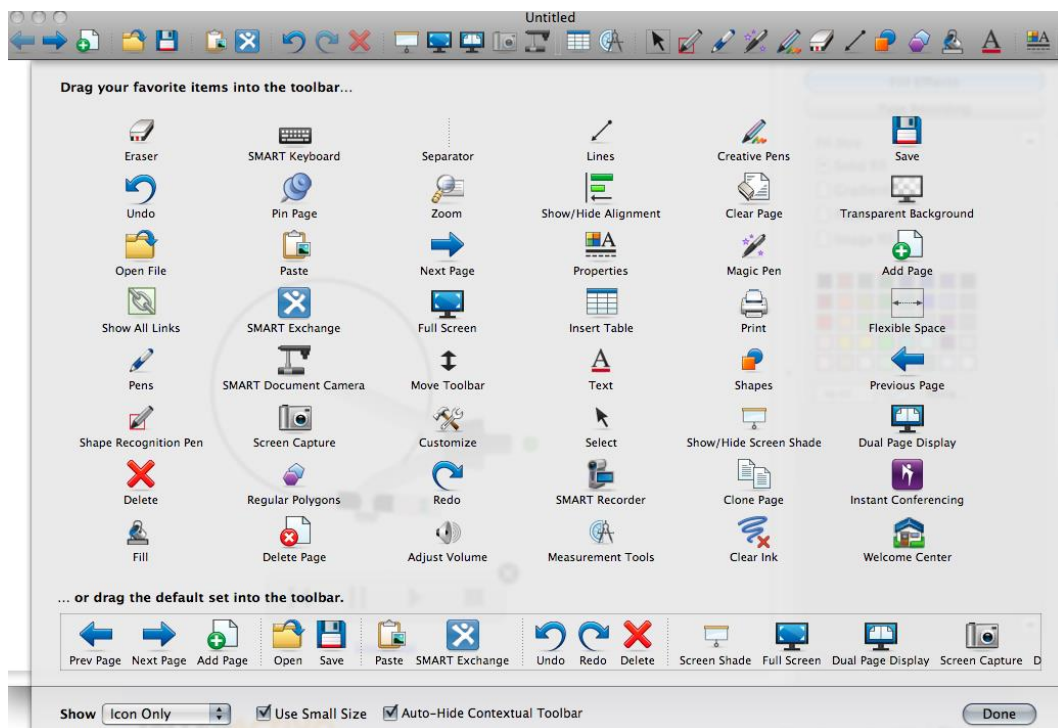 Untitled
Drag your favorite items into the toolbar...
Eraser SMART Keyboard Separator Lines Creative Pens Save
Undo Pin Page Zoom Show/Hide Alignment Clear Page Transparent Background
Open File Paste Next Page Properties Magic Pen Add Page
Show All Links SMART Exchange Full Screen Insert Table Print Flexible Space
Pens SMART Document Camera Move Toolbar Text Shapes Previous Page
Shape Recognition Pen Screen Capture Customize Select Show/Hide Screen Shade Dual Page Display
Delete Regular Polygons Redo SMART Recorder Clone Page Instant Conferencing
Fill Delete Page Adjust Volume Measurement Tools Clear Ink Welcome Center
... or drag the default set into the toolbar.
Prev Page Next Page Add Page Open Save Paste SMART Exchange Undo Redo Delete Screen Shade Full Screen Dual Page Display Screen Capture D
Show Icon Only Use Small Size Auto-Hide Contextual Toolbar Done